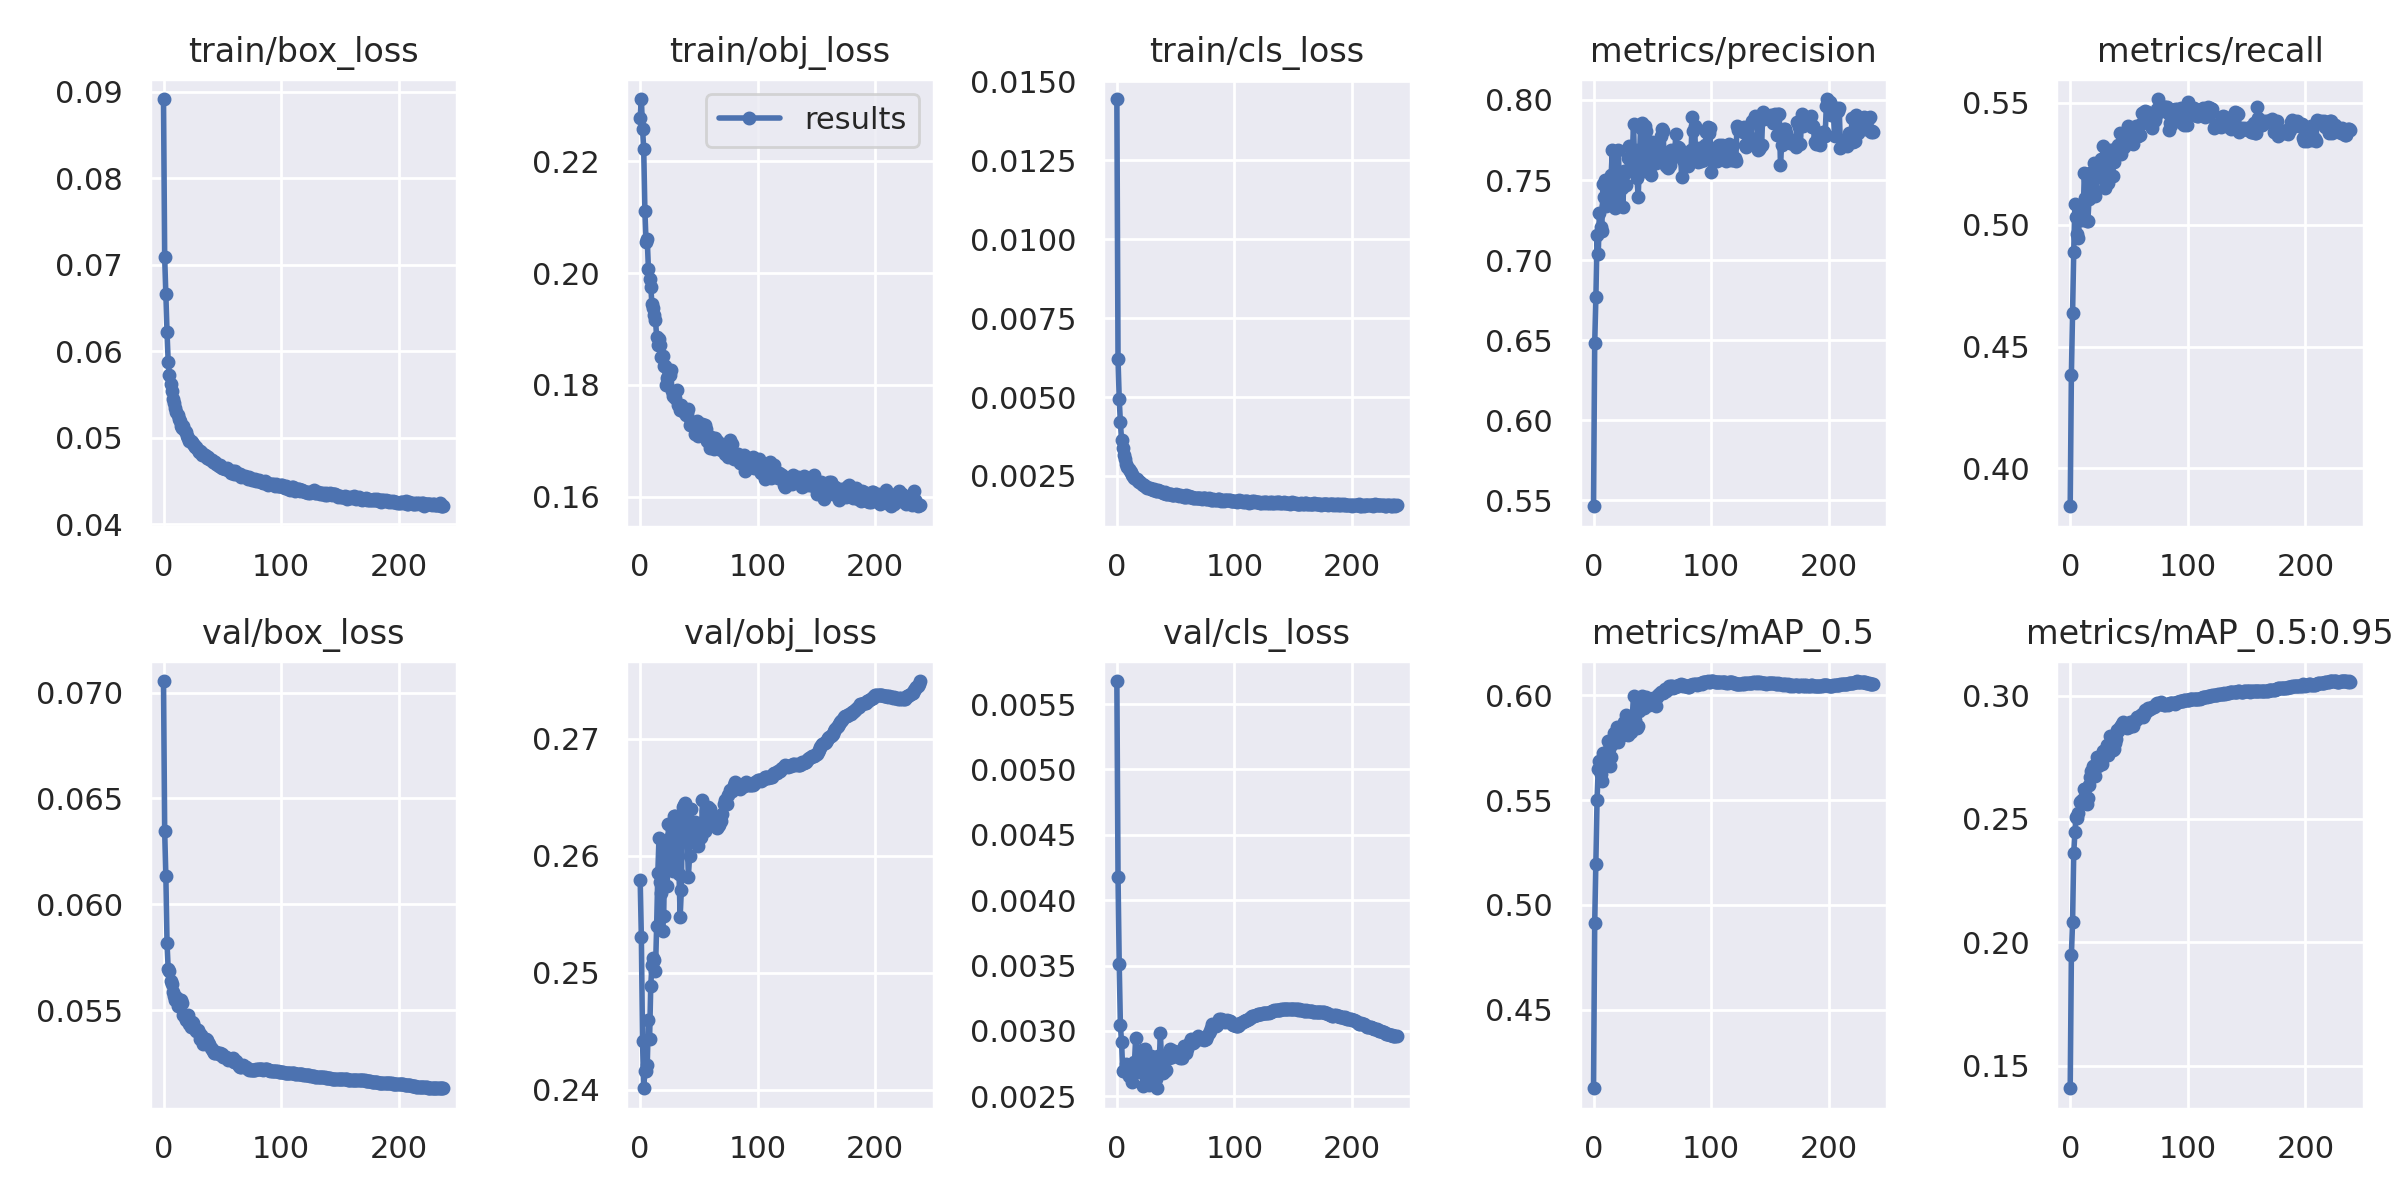 train/box_loss
0.09
0.08
0.07
0.06
0.05
0.04
0 100 200
train/obj_loss
results
0.22
0.20
0.18
0.16
0 100 200
train/cls_loss
0.0150
0.0125
0.0100
0.0075
0.0050
0.0025
0 100 200
metrics/precision
0.80
0.75
0.70
0.65
0.60
0.55
0 100 200
metrics/recall
0.55
0.50
0.45
0.40
0 100 200
val/box_loss
0.070
0.065
0.060
0.055
0 100 200
val/obj_loss
0.27
0.26
0.25
0.24
0 100 200
val/cls_loss
0.0055
0.0050
0.0045
0.0040
0.0035
0.0030
0.0025
0 100 200
metrics/mAP_0.5
0.60
0.55
0.50
0.45
0 100 200
metrics/mAP_0.5:0.95
0.30
0.25
0.20
0.15
0 100 200